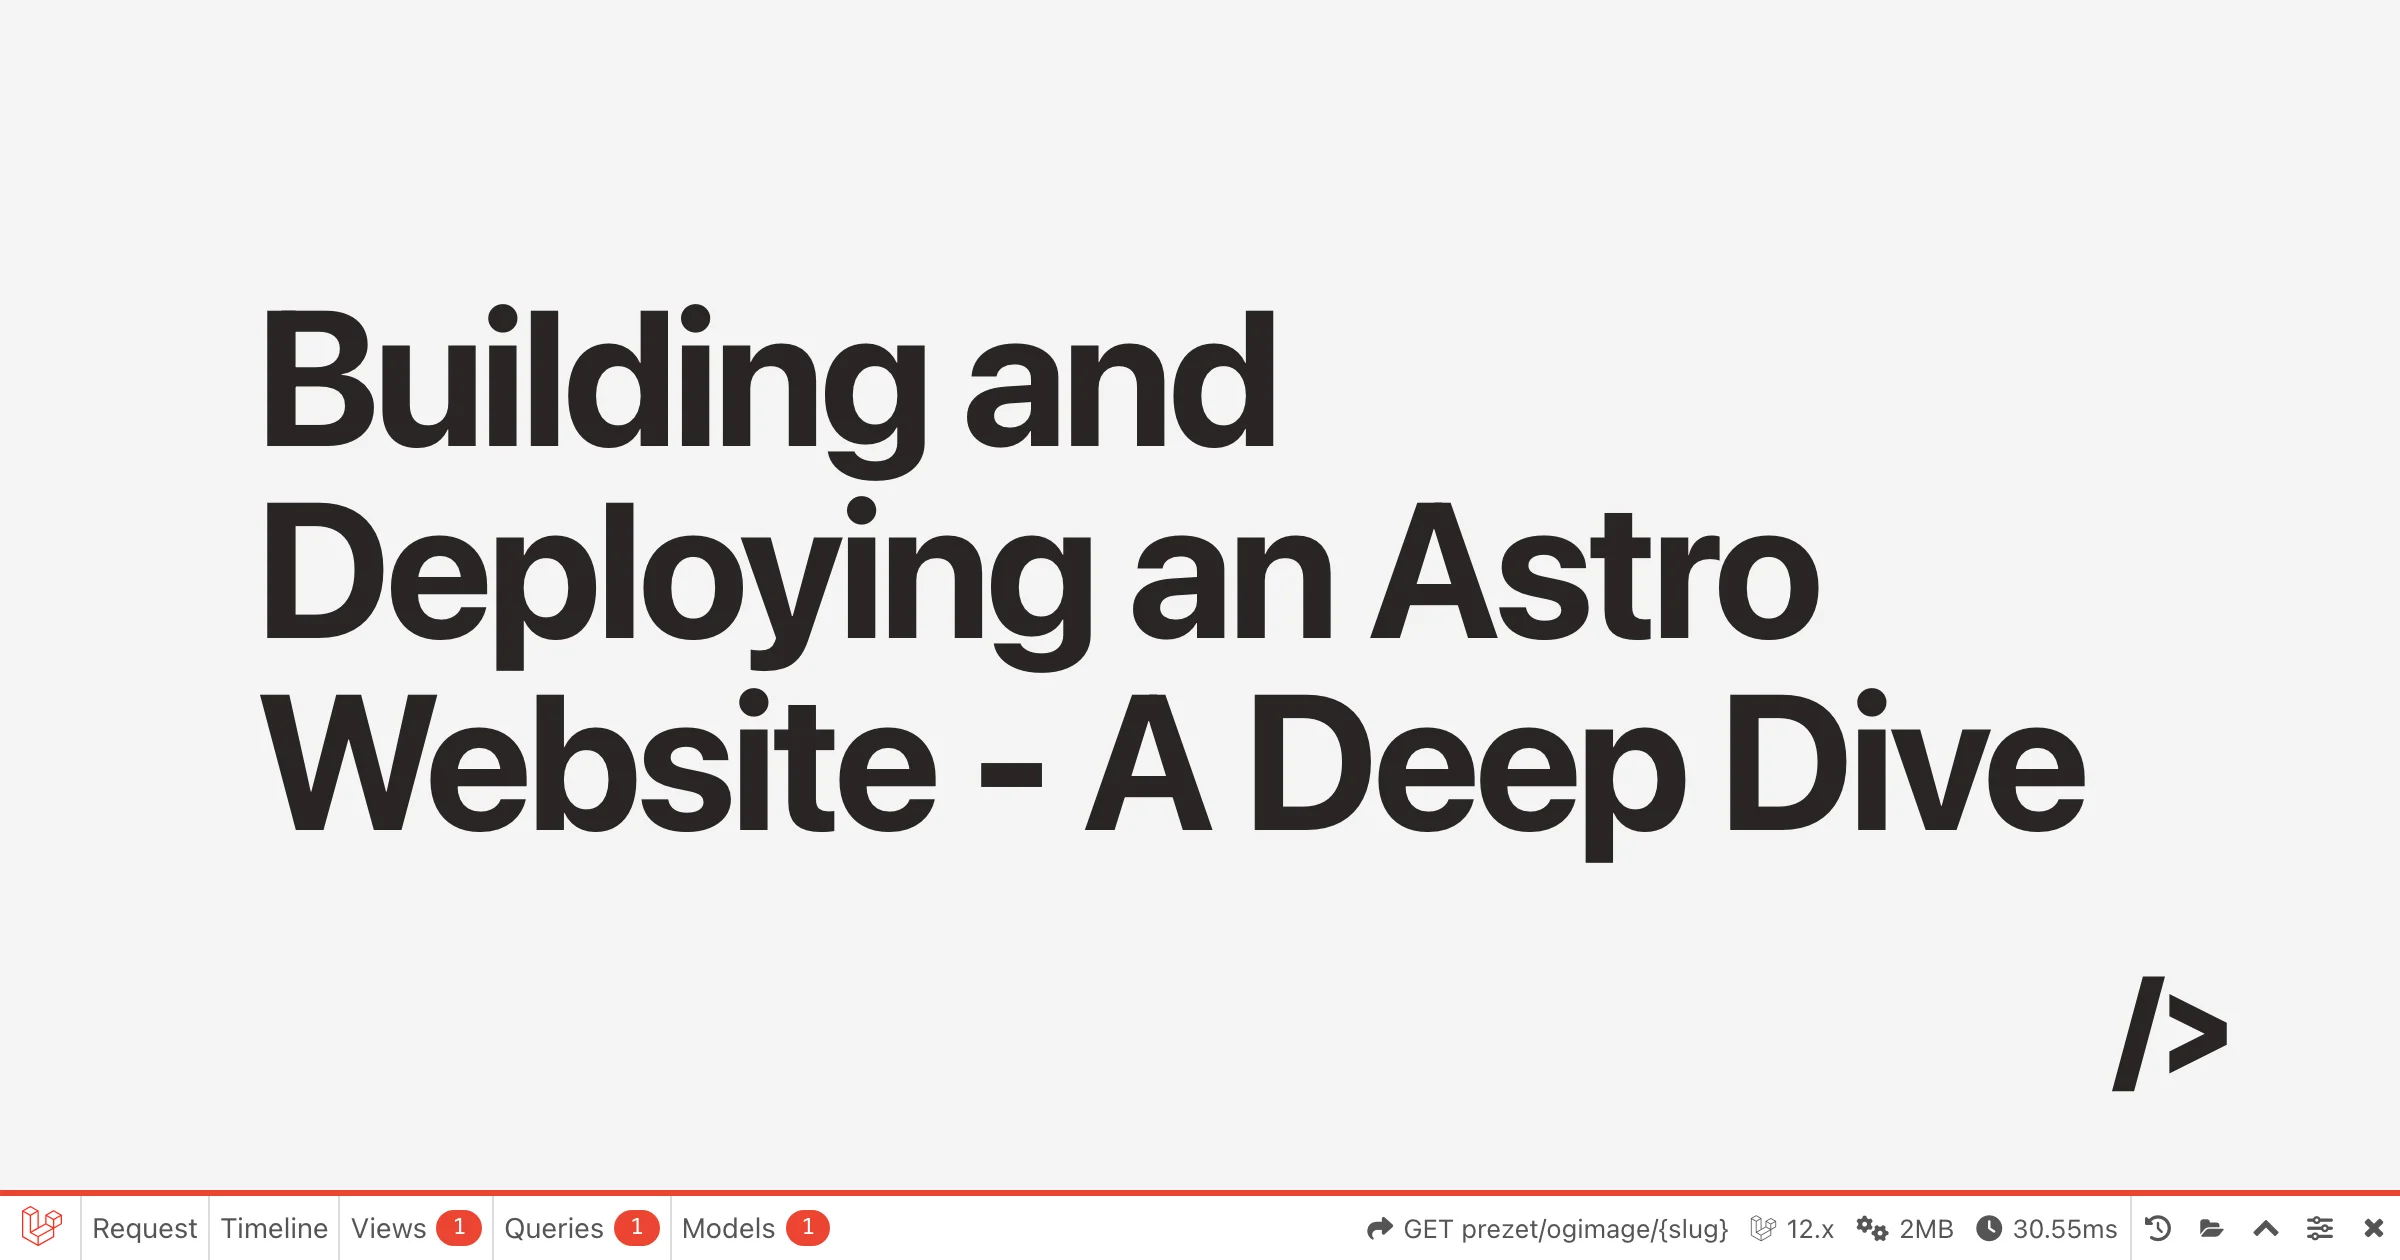 Building and
Deploying an Astro
Website - A Deep Dive
/>
Request Timeline Views 1 Queries 1 Models 1 GET prezet/ogimage/{slug} 12.x 2MB 30.55ms